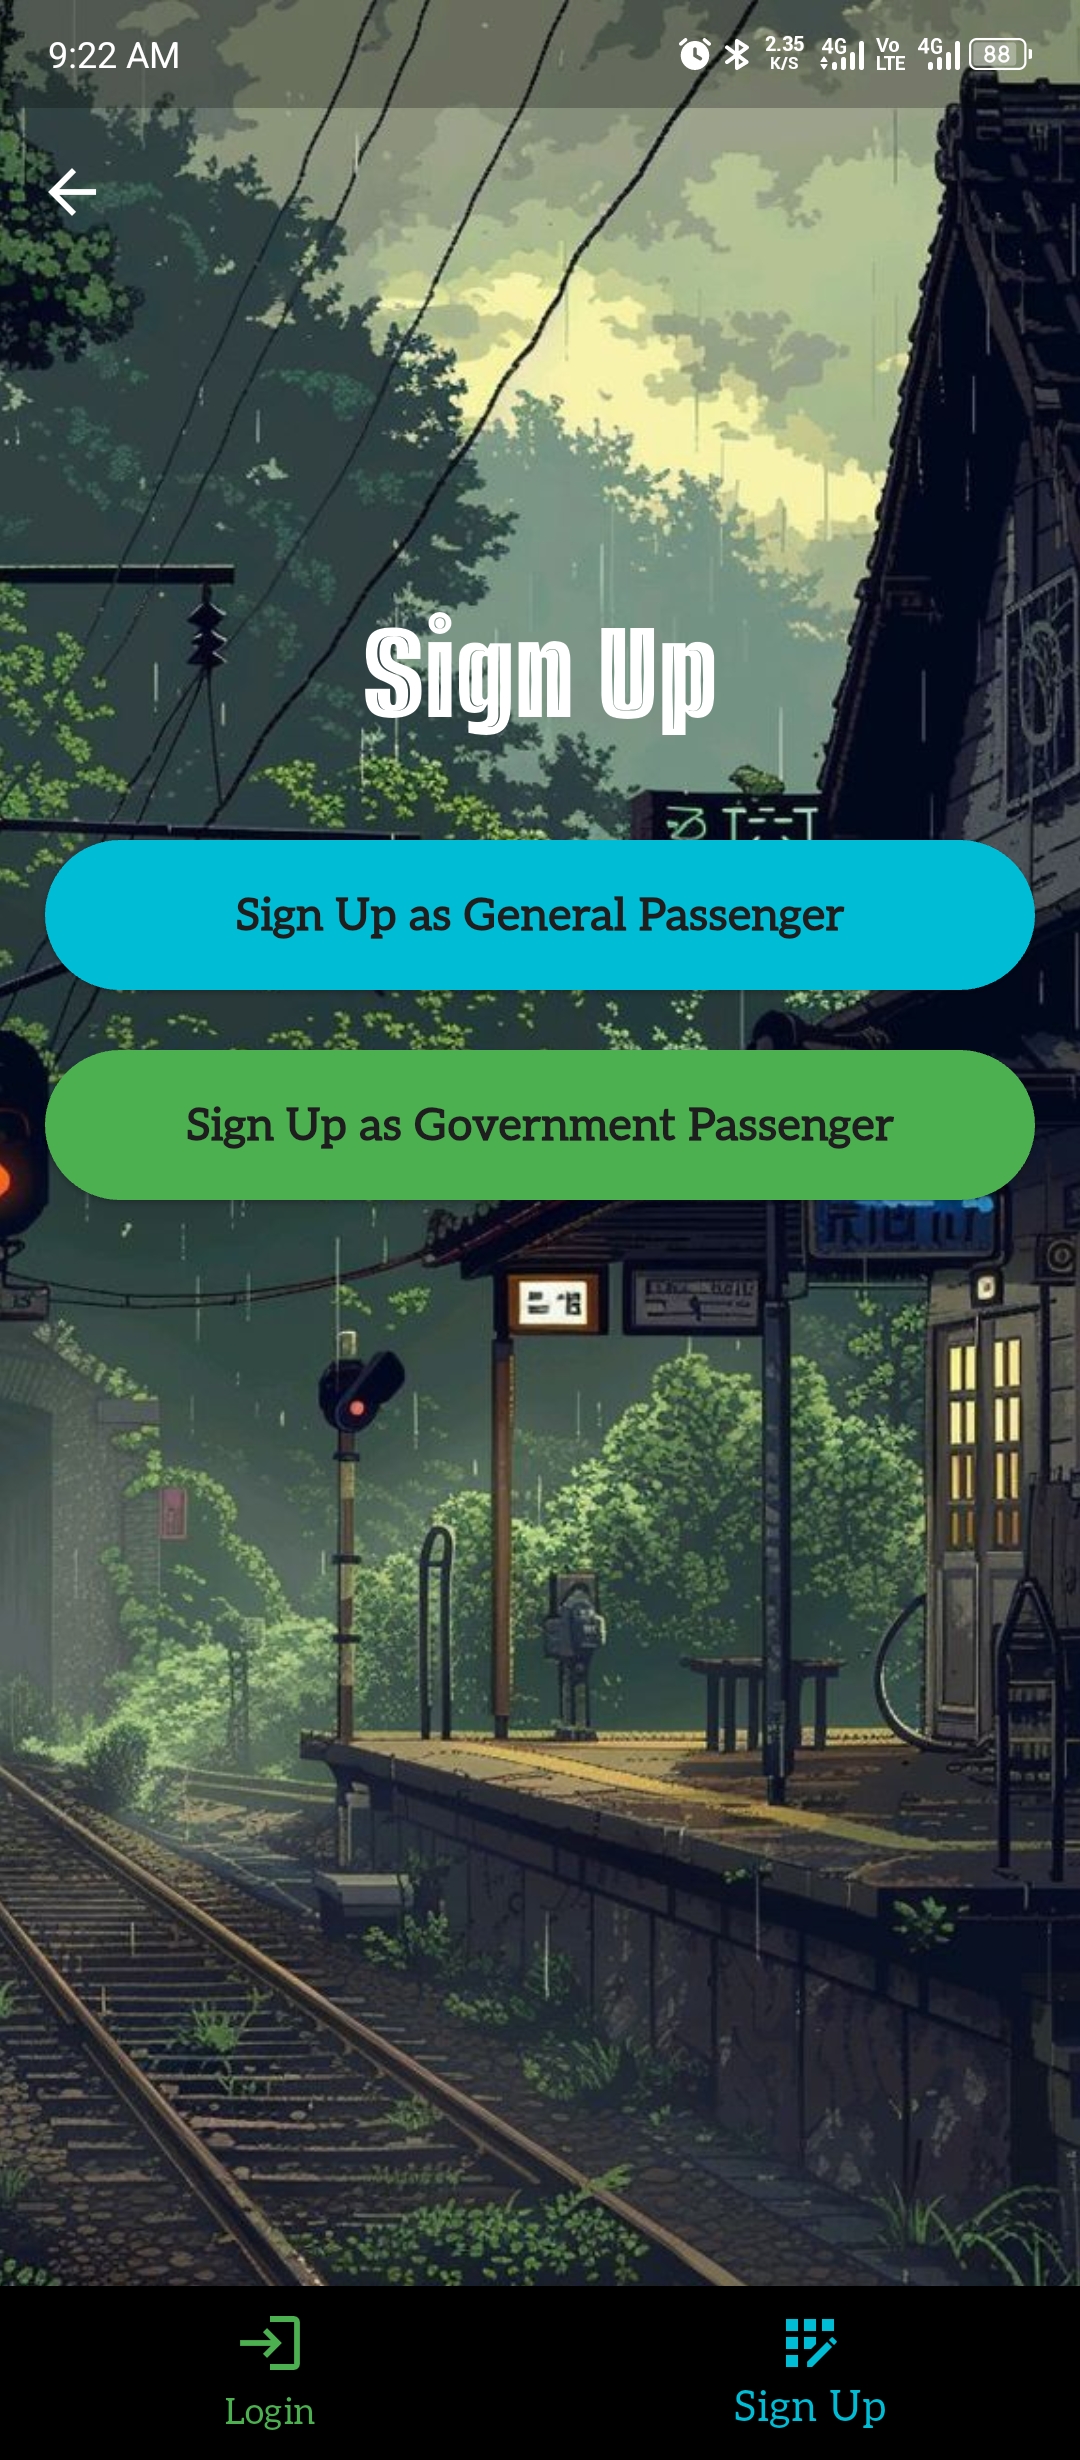 9:22 AM 2.35 K/S 4G Vo LTE 4G 88
Sign Up
Sign Up as General Passenger
Sign Up as Government Passenger
Login
Sign Up